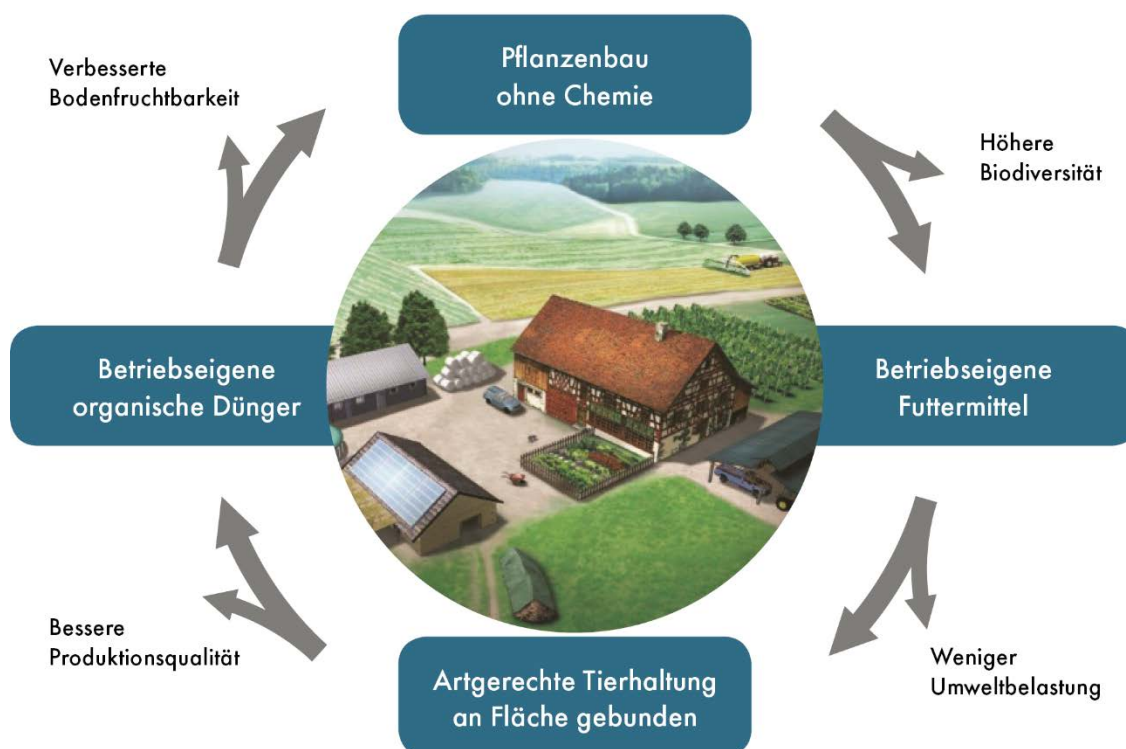 Pflanzenbau
ohne Chemie
Verbesserte
Bodenfruchtbarkeit
Höhere
Biodiversität
Betriebseigene
organische Dünger
Betriebseigene
Futtermittel
Bessere
Produktionsqualität
Weniger
Umweltbelastung
Artgerechte Tierhaltung
an Fläche gebunden